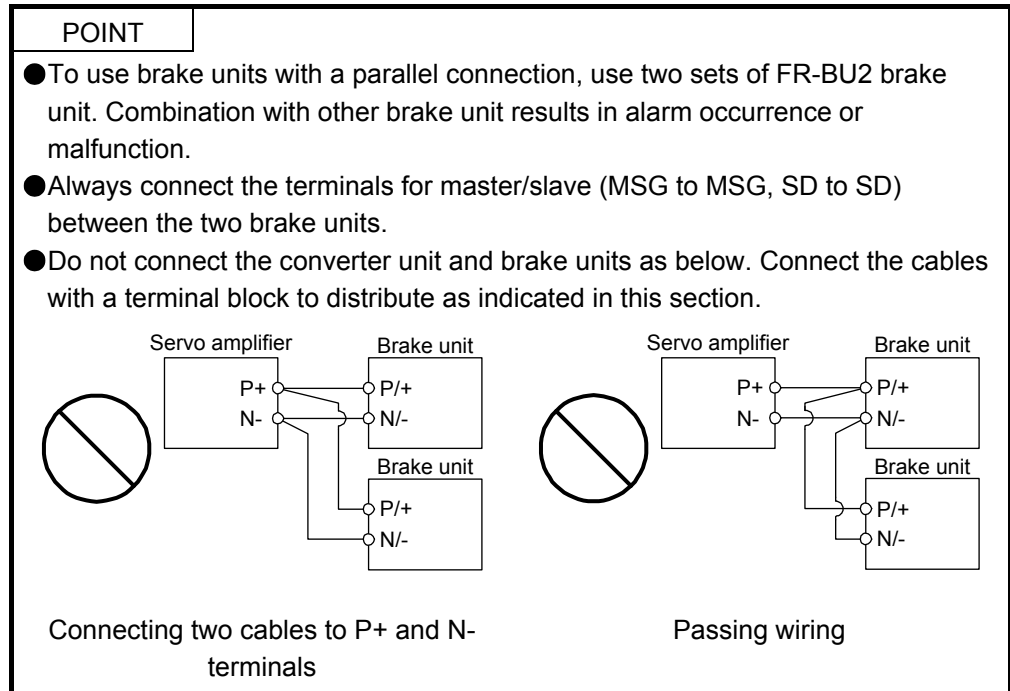 POINT
●To use brake units with a parallel connection, use two sets of FR-BU2 brake
unit. Combination with other brake unit results in alarm occurrence or
malfunction.
●Always connect the terminals for master/slave (MSG to MSG, SD to SD)
between the two brake units.
●Do not connect the converter unit and brake units as below. Connect the cables
with a terminal block to distribute as indicated in this section.
Servo amplifier
Brake unit
P+
P/+
N-
N/-
Brake unit
P/+
N/-
Connecting two cables to P+ and N-
terminals
Servo amplifier
Brake unit
P+
P/+
N-
N/-
Brake unit
P/+
N/-
Passing wiring